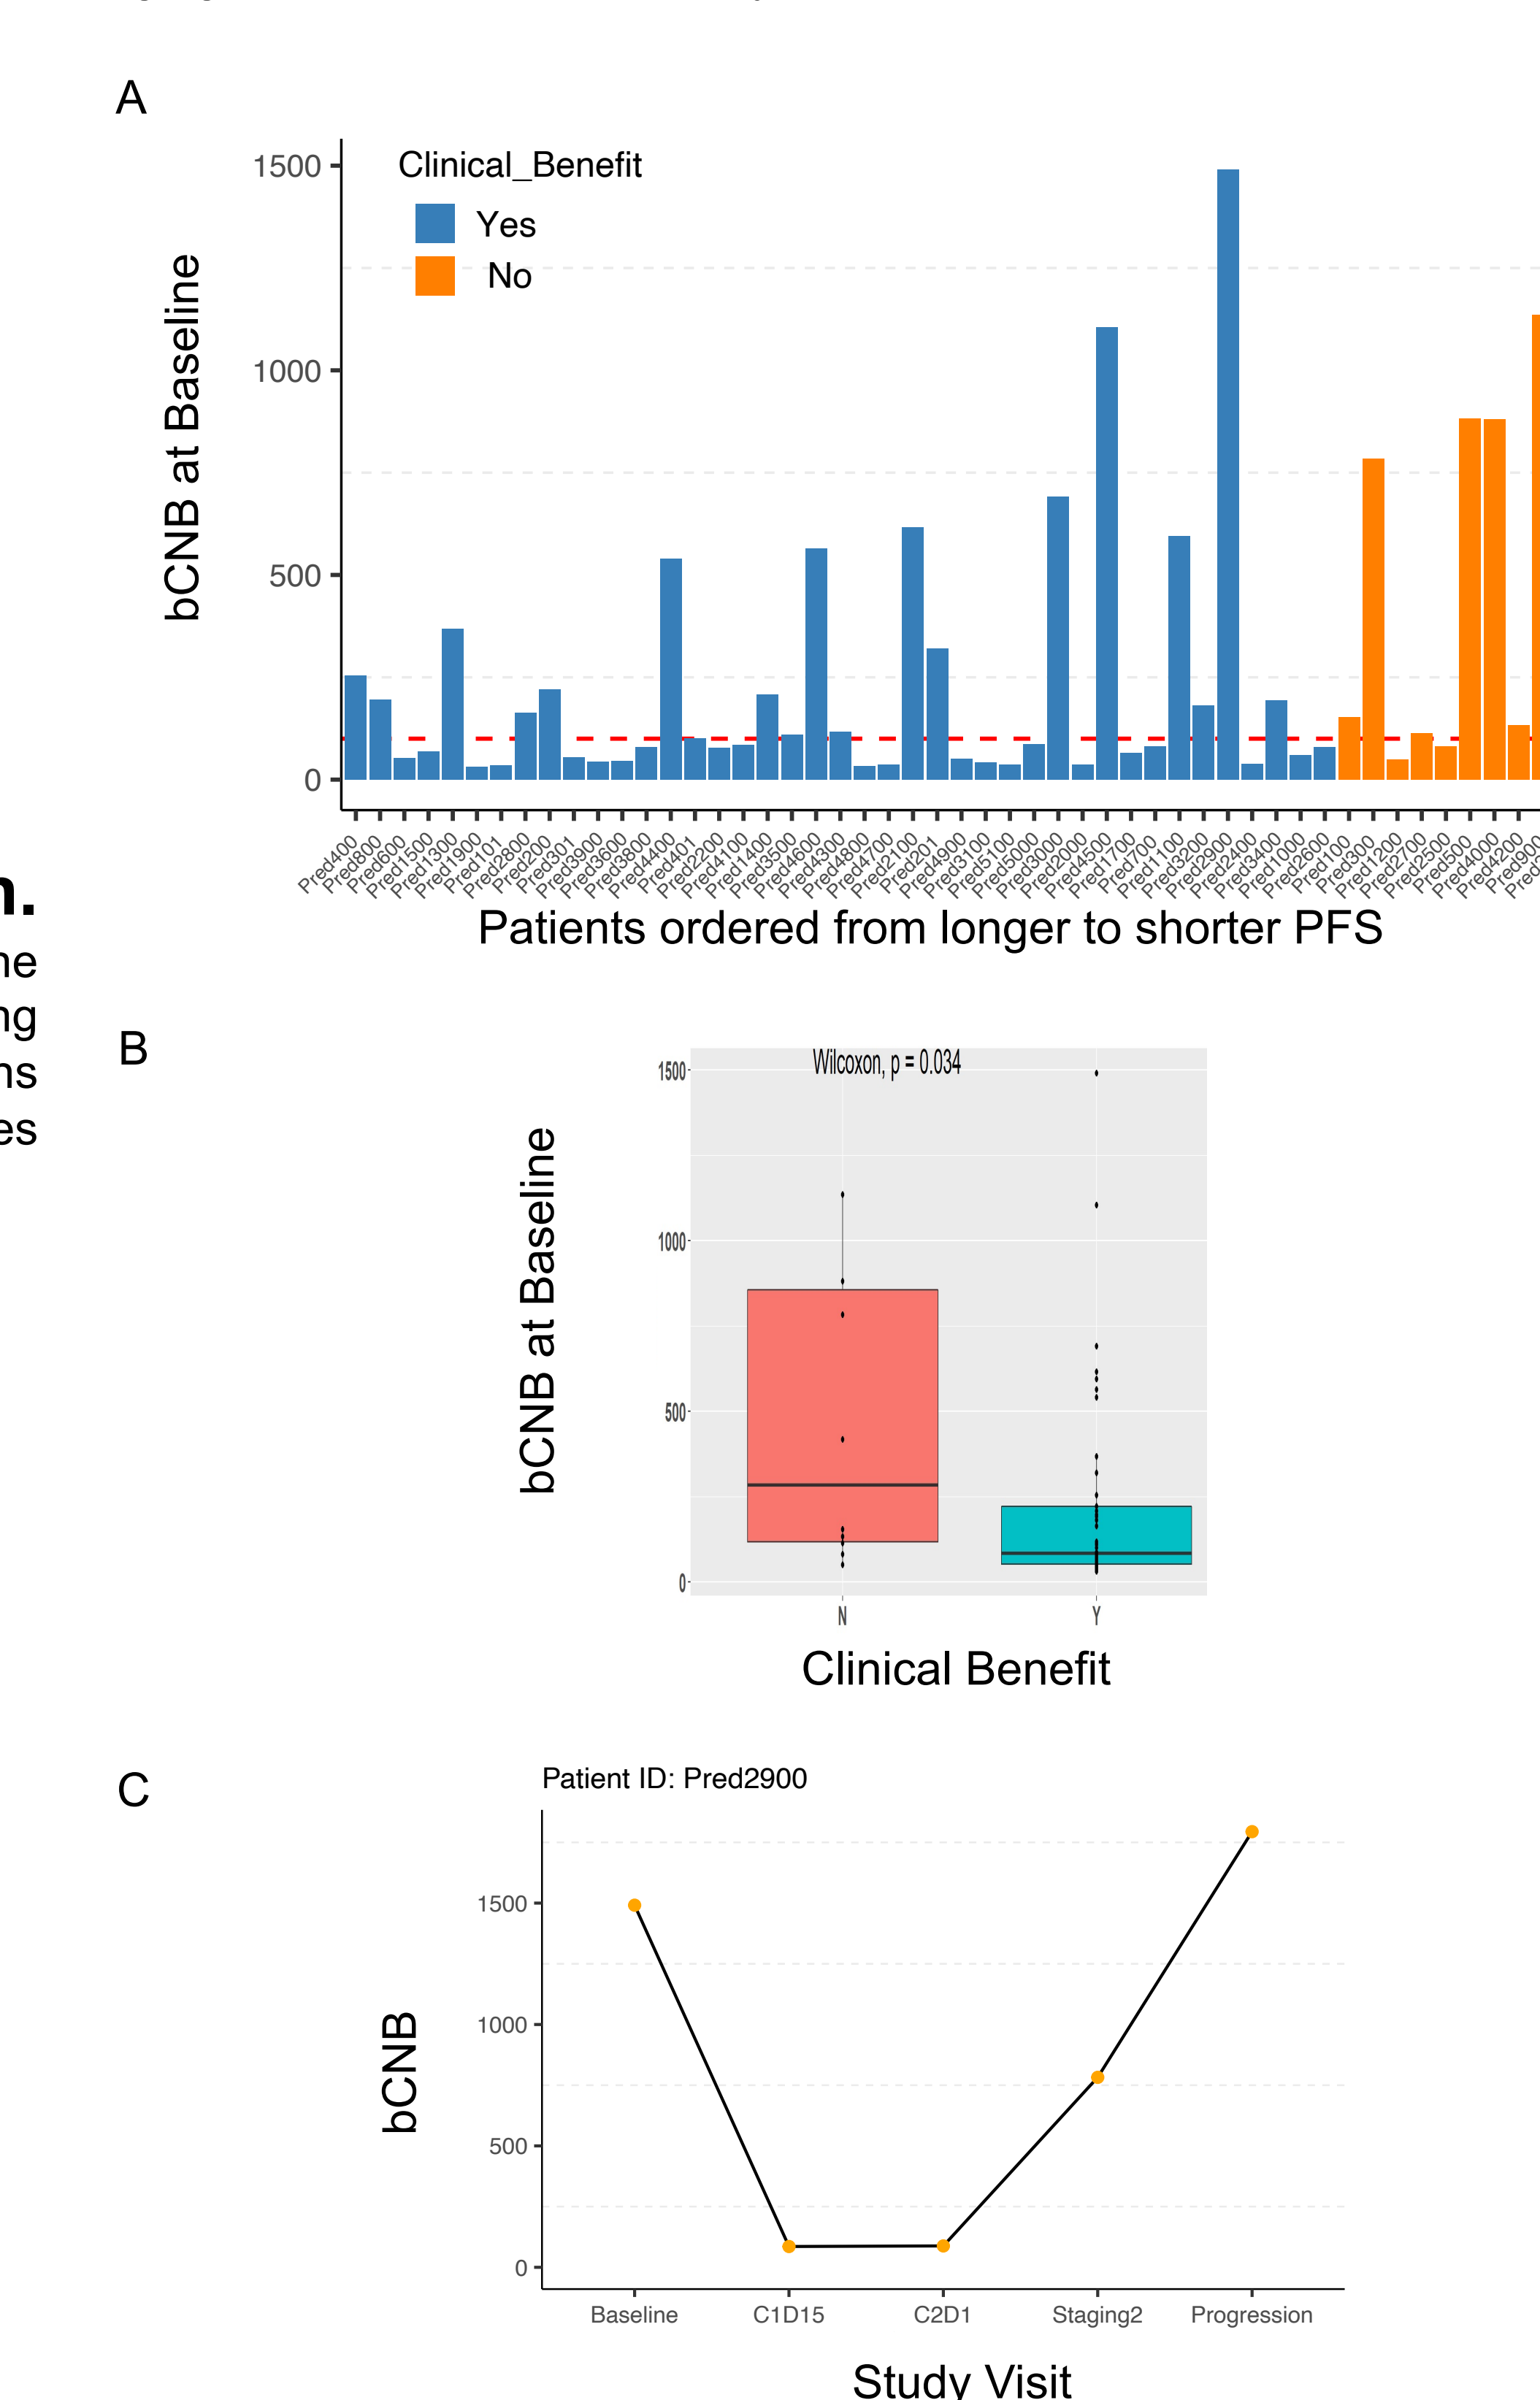 A
1500
1000
500
0
bCNB at Baseline
Clinical_Benefit
Yes
No
Pred400
Pred800
Pred600
Pred1500
Pred1300
Pred1900
Pred101
Pred2800
Pred200
Pred301
Pred3900
Pred3600
Pred3800
Pred4400
Pred401
Pred2200
Pred4100
Pred1400
Pred3500
Pred4600
Pred4300
Pred4800
Pred4700
Pred2100
Pred201
Pred4900
Pred3100
Pred5100
Pred5000
Pred3000
Pred2000
Pred4500
Pred1700
Pred700
Pred1100
Pred3200
Pred2900
Pred2400
Pred3400
Pred1000
Pred2600
Pred100
Pred300
Pred1200
Pred2700
Pred2500
Pred500
Pred4000
Pred4200
Pred900
Patients ordered from longer to shorter PFS
n.
ne
ng
ns
es
B
Wilcoxon, p = 0.034
1500
1000
500
0
bCNB at Baseline
N
Y
Clinical Benefit
C
Patient ID: Pred2900
1500
1000
500
0
bCNB
Baseline
C1D15
C2D1
Staging2
Progression
Study Visit